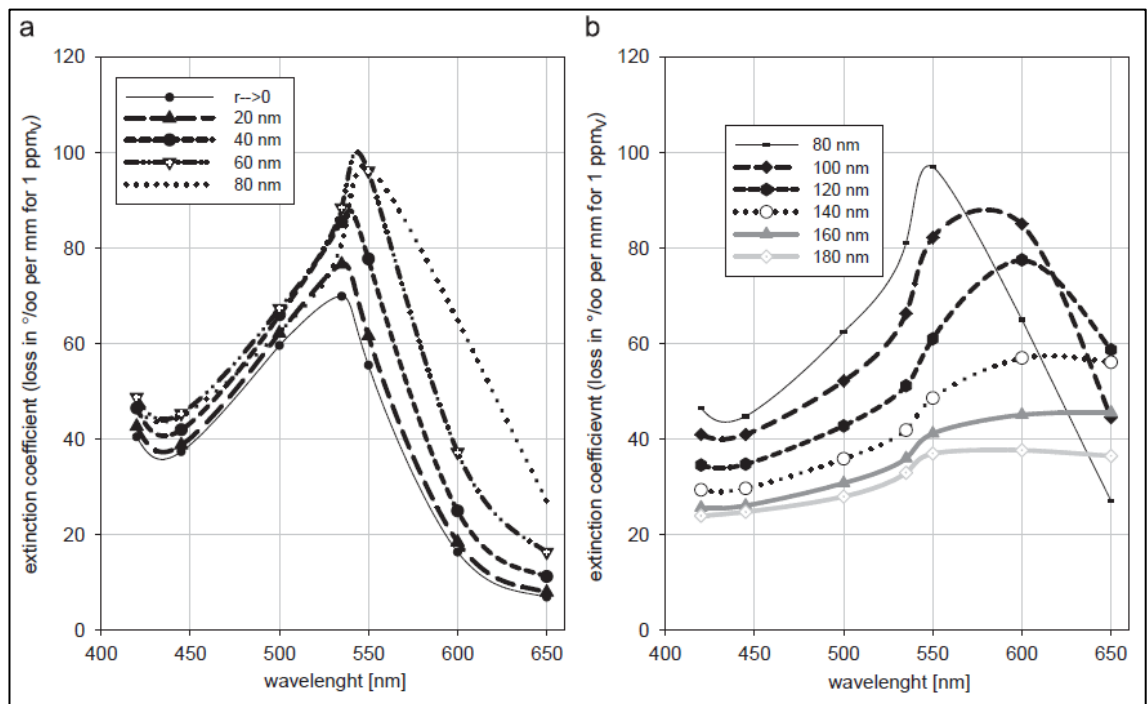 a
extinction coefficient (loss in °/oo per mm for 1 ppmV)
120
100
80
60
40
20
0
r-->0
20 nm
40 nm
60 nm
80 nm
400 450 500 550 600 650
wavelenght [nm]
b
extinction coefficievnt (loss in °/oo per mm for 1 ppmV)
120
100
80
60
40
20
0
80 nm
100 nm
120 nm
140 nm
160 nm
180 nm
400 450 500 550 600 650
wavelenght [nm]